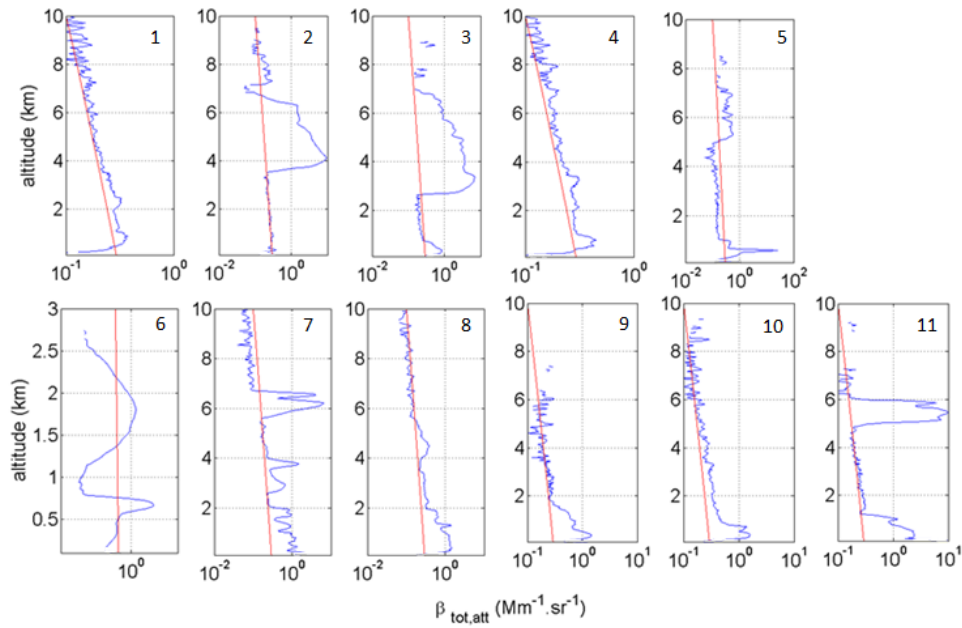 10 1 10 2 10 3 10 4 10 5
8 8 8 8 8
6 6 6 6 6
4 4 4 4 4
2 2 2 2 2
altitude (km)
10^-1 10^0 10^-2 10^0 10^-2 10^0 10^-1 10^0 10^-2 10^0 10^2
3 6 10 7 10 8 10 9 10 10 10 11
2.5 8 8 8 8 8
2 6 6 6 6 6
1.5 4 4 4 4 4
1 2 2 2 2 2
0.5
altitude (km)
10^0 10^-2 10^0 10^2 10^-2 10^0 10^2 10^-1 10^0 10^1 10^-1 10^0 10^1 10^-1 10^0 10^1
β tot,att (Mm^-1.sr^-1)